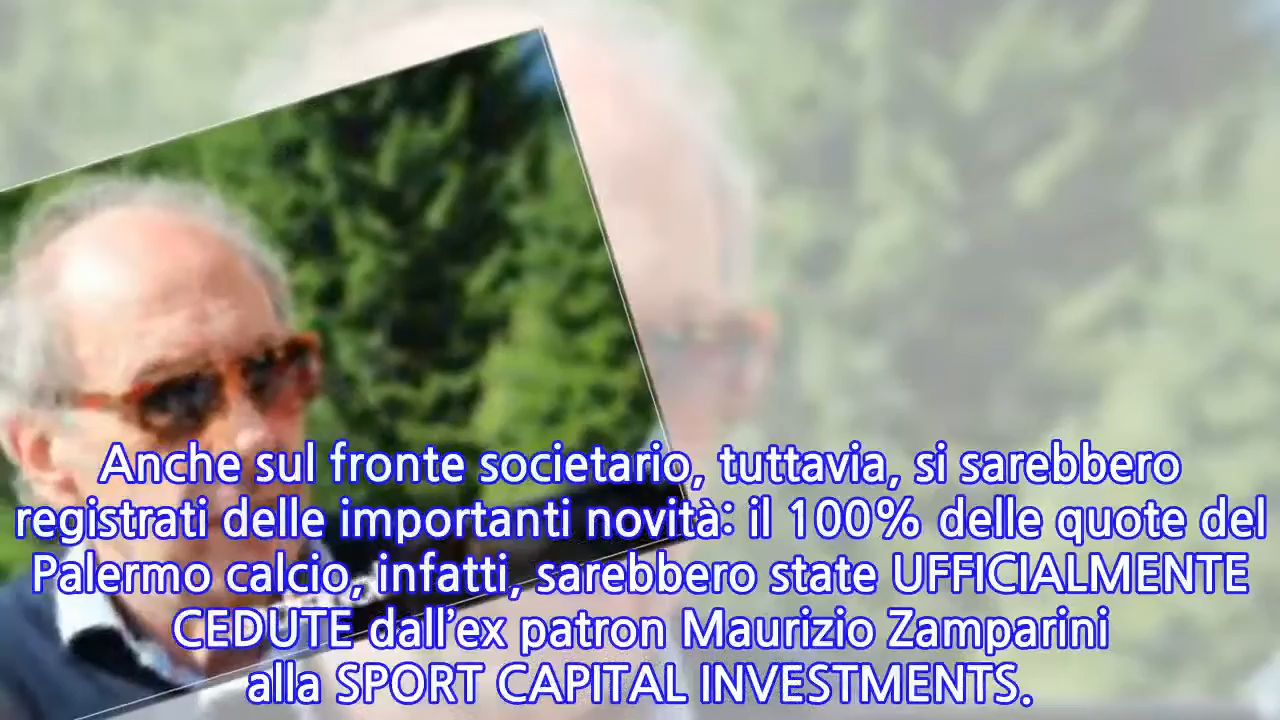 Anche sul fronte societario, tuttavia, si sarebbero
registrati delle importanti novità: il 100% delle quote del
Palermo calcio, infatti, sarebbero state UFFICIALMENTE
CEDUTE dall'ex patron Maurizio Zamparini
alla SPORT CAPITAL INVESTMENTS.